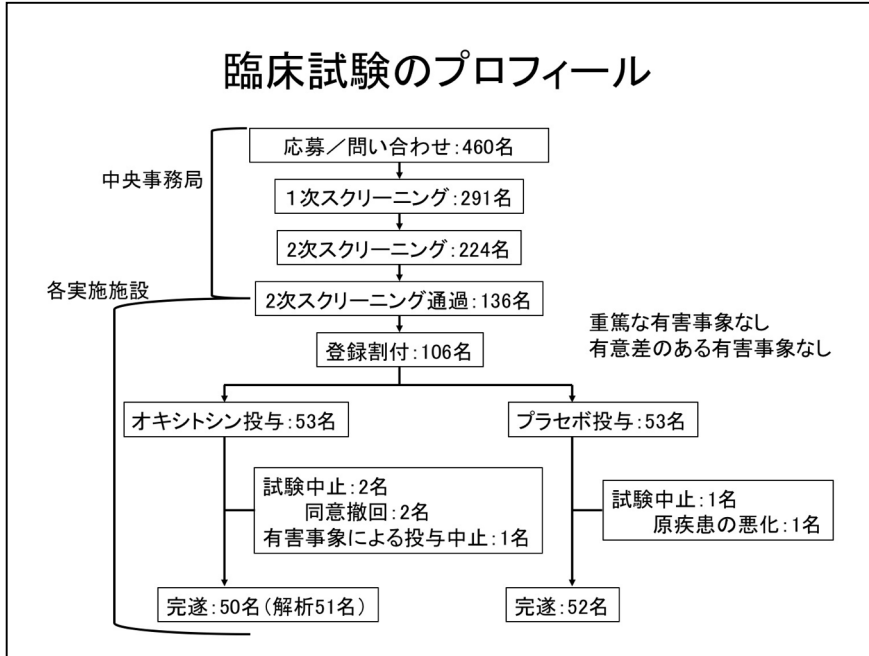 臨床試験のプロフィール
応募／問い合わせ:460名
中央事務局
1次スクリーニング:291名
2次スクリーニング:224名
各実施施設
2次スクリーニング通過:136名
重篤な有害事象なし
有意差のある有害事象なし
登録割付:106名
オキシトシン投与:53名
プラセボ投与:53名
試験中止:2名
同意撤回:2名
有害事象による投与中止:1名
試験中止:1名
原疾患の悪化:1名
完遂:50名(解析51名)
完遂:52名